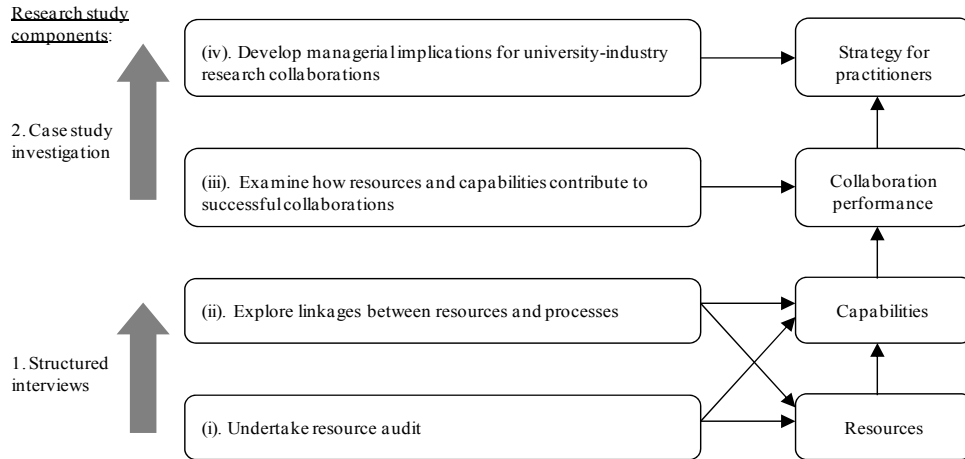 Research study
components:
(iv). Develop managerial implications for university-industry
research collaborations
Strategy for
practitioners
2. Case study
investigation
(iii). Examine how resources and capabilities contribute to
successful collaborations
Collaboration
performance
(ii). Explore linkages between resources and processes
Capabilities
1. Structured
interviews
(i). Undertake resource audit
Resources